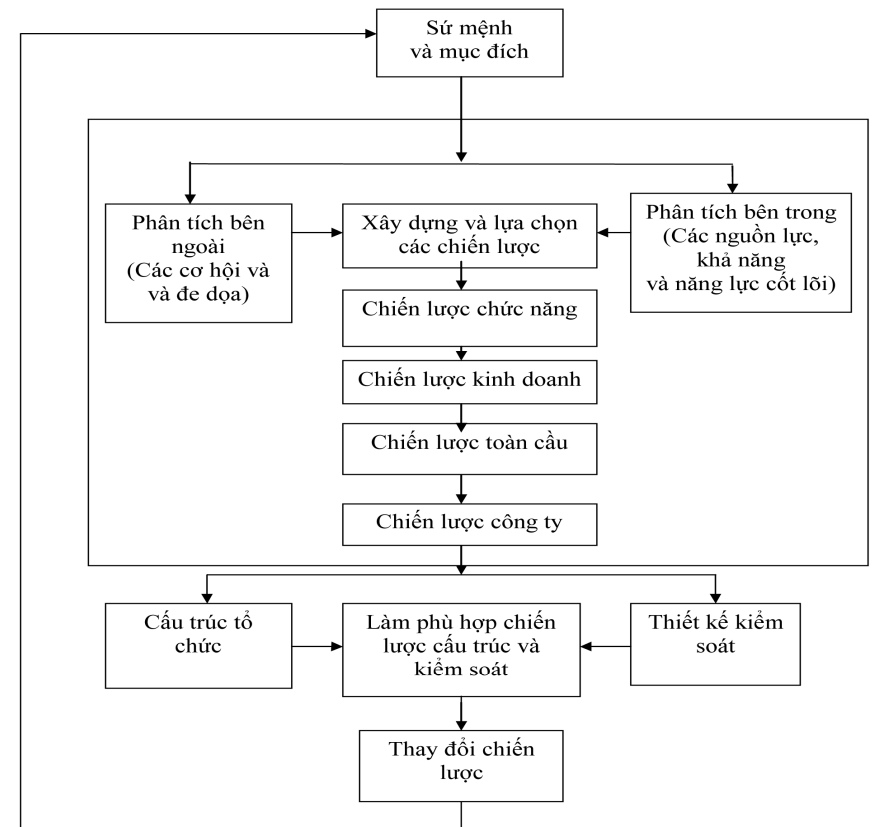 Sứ mệnh
và mục đích
Phân tích bên
ngoài
(Các cơ hội và
và đe dọa)
Xây dựng và lựa chọn
các chiến lược
Phân tích bên trong
(Các nguồn lực,
khả năng
và năng lực cốt lõi)
Chiến lược chức năng
Chiến lược kinh doanh
Chiến lược toàn cầu
Chiến lược công ty
Cấu trúc tổ
chức
Làm phù hợp chiến
lược cấu trúc và
kiểm soát
Thiết kế kiểm
soát
Thay đổi chiến
lược